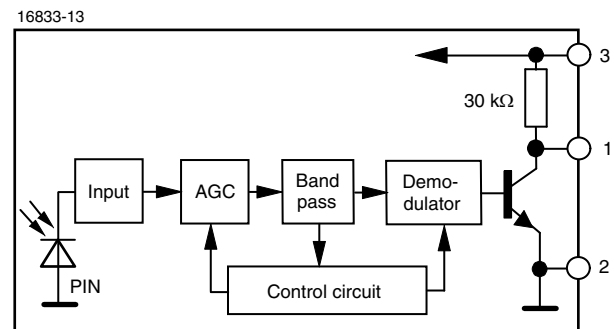 16833-13
3
30 kΩ
1
Input
AGC
Band
pass
Demo-
dulator
2
PIN
Control circuit